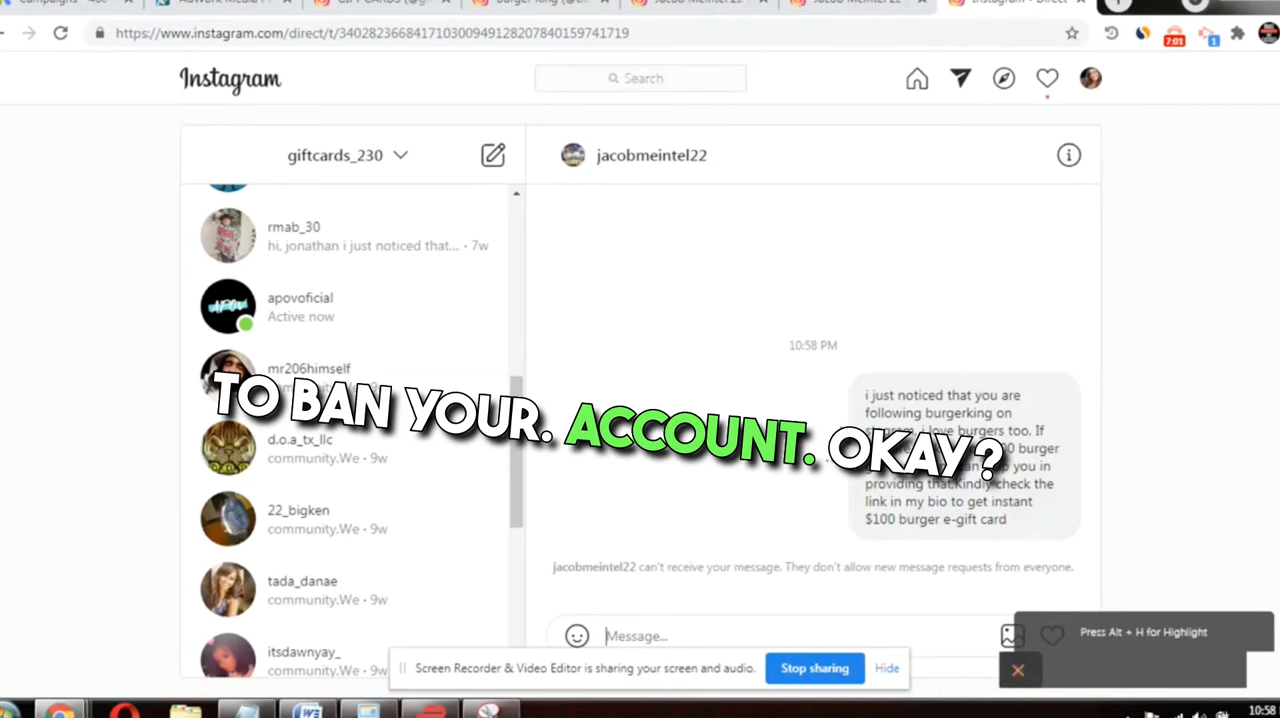 https://www.instagram.com/direct/t/340282366841710300949128207840159741719
7:01
1
Instagram
Search
giftcards_230
jacobmeintel22
rmab_30
hi, jonathan i just noticed that... · 7w
apovoficial
Active now
mr206himself
d.o.a_tx_llc
community.We · 9w
22_bigken
community.We · 9w
tada_danae
community.We · 9w
itsdawnyay_
community.We · 9w
10:58 PM
i just noticed that you are
following burgerking on
i love burgers too, If
burger
you in
providing that,Kindly check the
link in my bio to get instant
$100 burger e-gift card
TO BAN YOUR. ACCOUNT. OKAY?
jacobmeintel22 can't receive your message. They don't allow new message requests from everyone.
Message...
Press Alt + H for Highlight
Screen Recorder & Video Editor is sharing your screen and audio.
Stop sharing
Hide
10:58